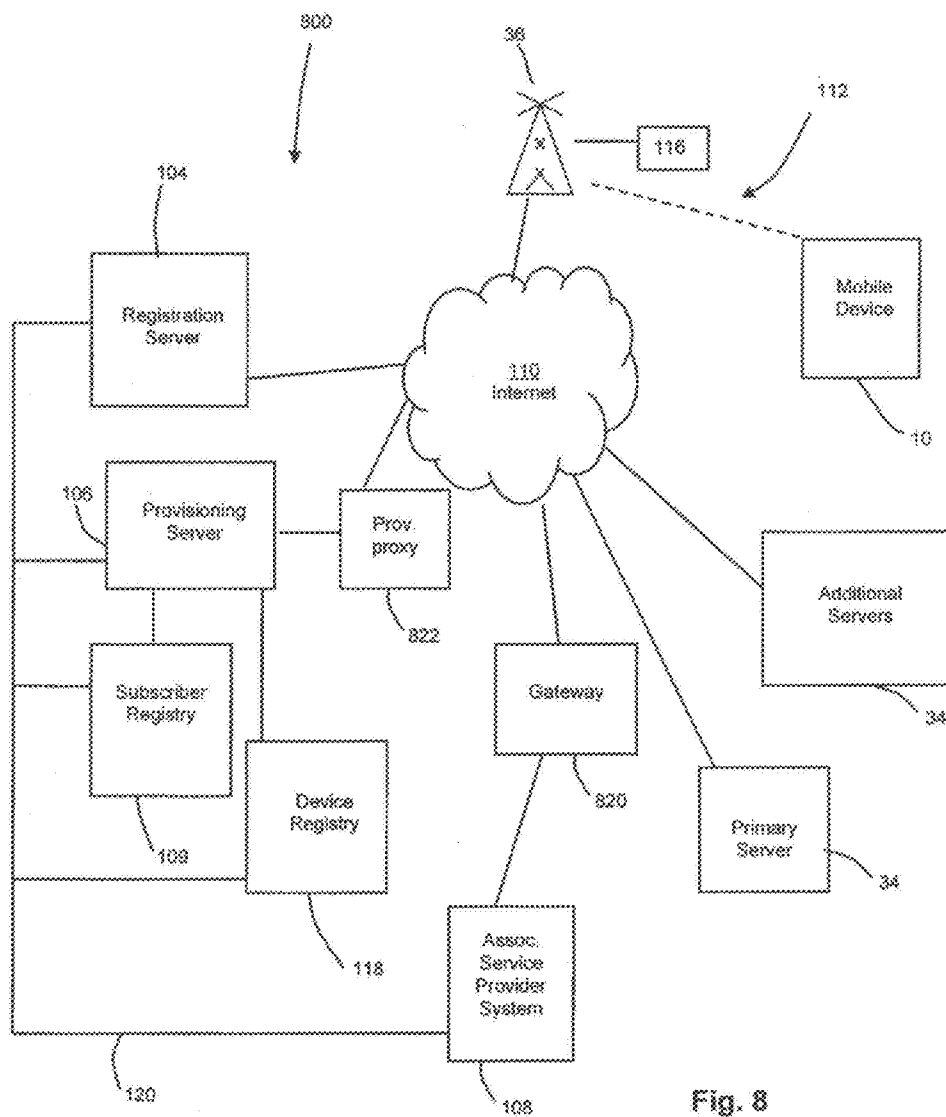 800
36
112
116
104
Registration
Server
Mobile
Device
110
Internet
10
106
Provisioning
Server
Prov.
proxy
822
Additional
Servers
34
Subscriber
Registry
109
Gateway
820
Device
Registry
118
Primary
Server
34
Assoc.
Service
Provider
System
120
108
Fig. 8